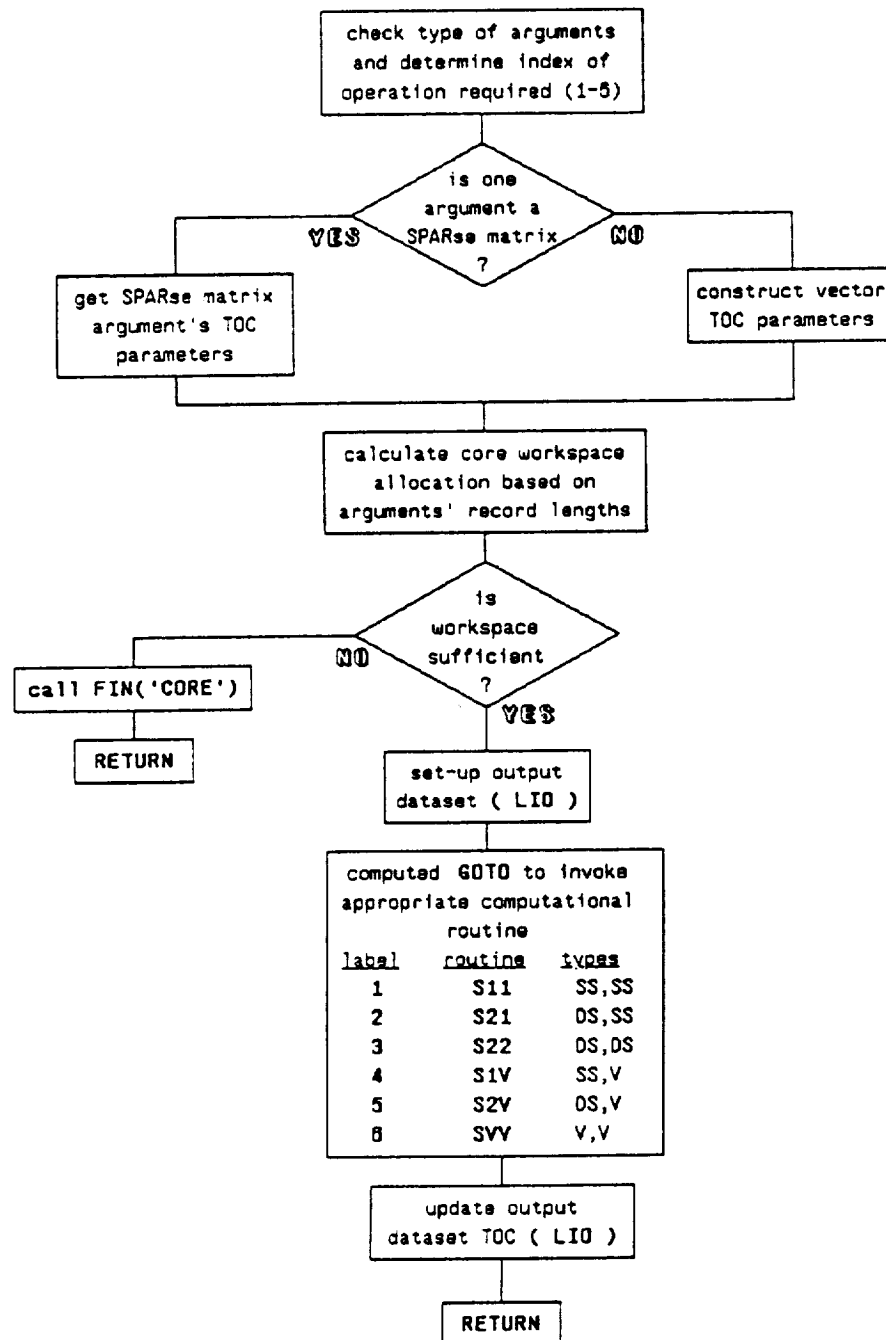 check type of arguments
and determine index of
operation required (1-5)
is one
argument a
SPARse matrix
?
YES
NO
get SPARse matrix
argument's TOC
parameters
construct vector
TOC parameters
calculate core workspace
allocation based on
arguments' record lengths
is
workspace
sufficient
?
NO
YES
call FIN('CORE')
RETURN
set-up output
dataset ( LIO )
computed GOTO to invoke
appropriate computational
routine
label routine types
1 S11 SS,SS
2 S21 DS,SS
3 S22 DS,DS
4 S1V SS,V
5 S2V DS,V
6 SVV V,V
update output
dataset TOC ( LIO )
RETURN